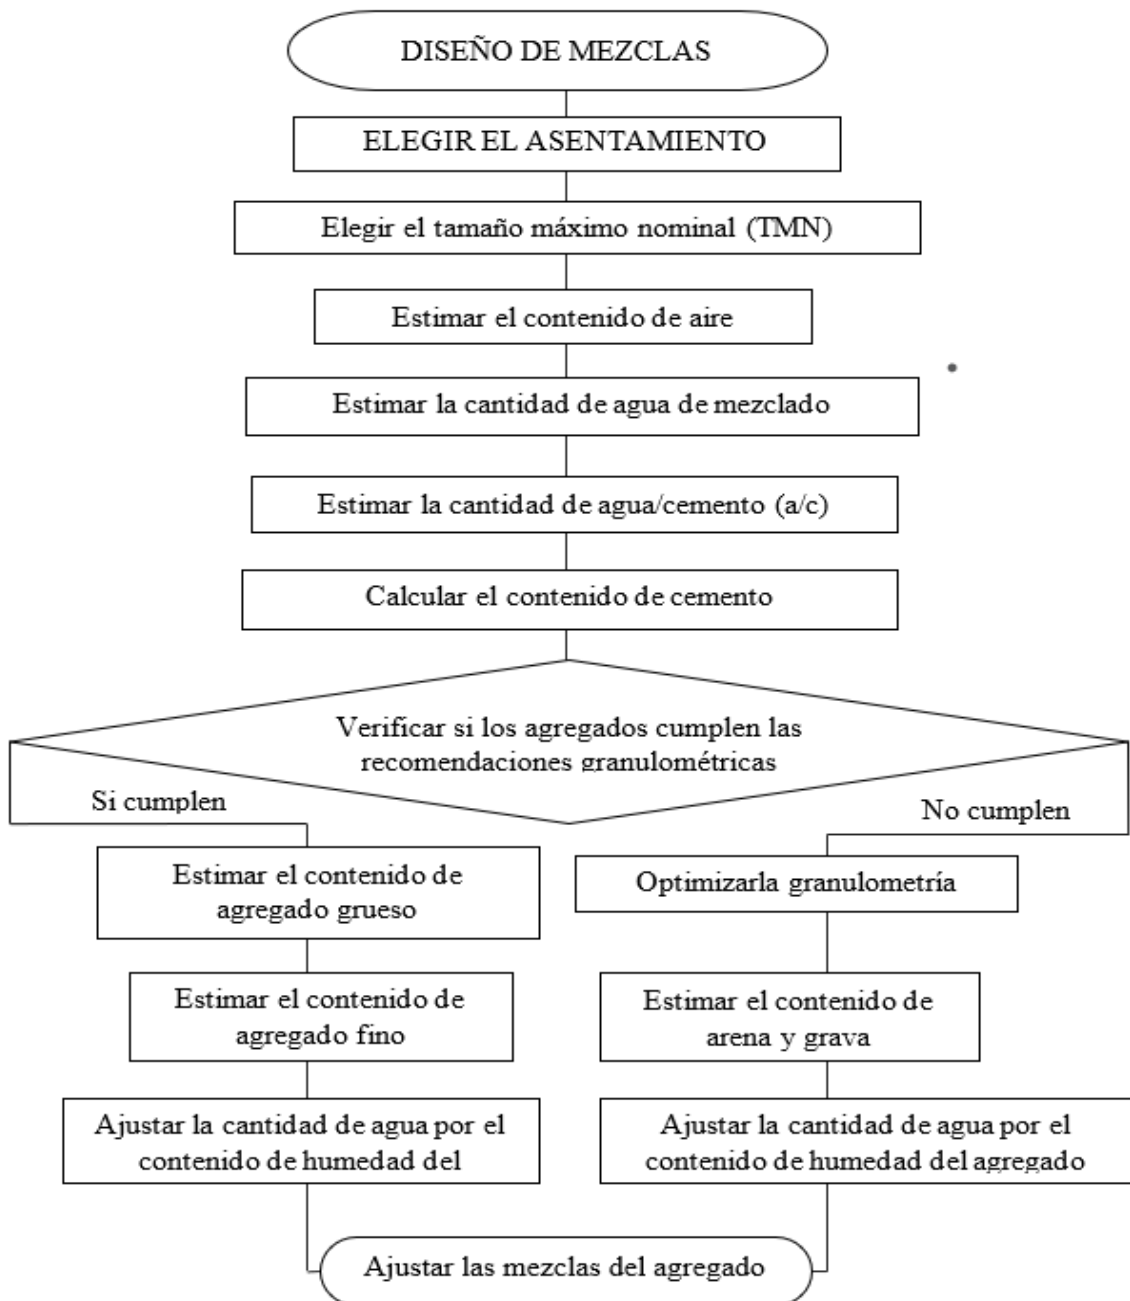 DISEÑO DE MEZCLAS
ELEGIR EL ASENTAMIENTO
Elegir el tamaño máximo nominal (TMN)
Estimar el contenido de aire
Estimar la cantidad de agua de mezclado
Estimar la cantidad de agua/cemento (a/c)
Calcular el contenido de cemento
Verificar si los agregados cumplen las
recomendaciones granulométricas
Si cumplen
No cumplen
Estimar el contenido de
agregado grueso
Optimizarla granulometría
Estimar el contenido de
agregado fino
Estimar el contenido de
arena y grava
Ajustar la cantidad de agua por el
contenido de humedad del
Ajustar la cantidad de agua por el
contenido de humedad del agregado
Ajustar las mezclas del agregado